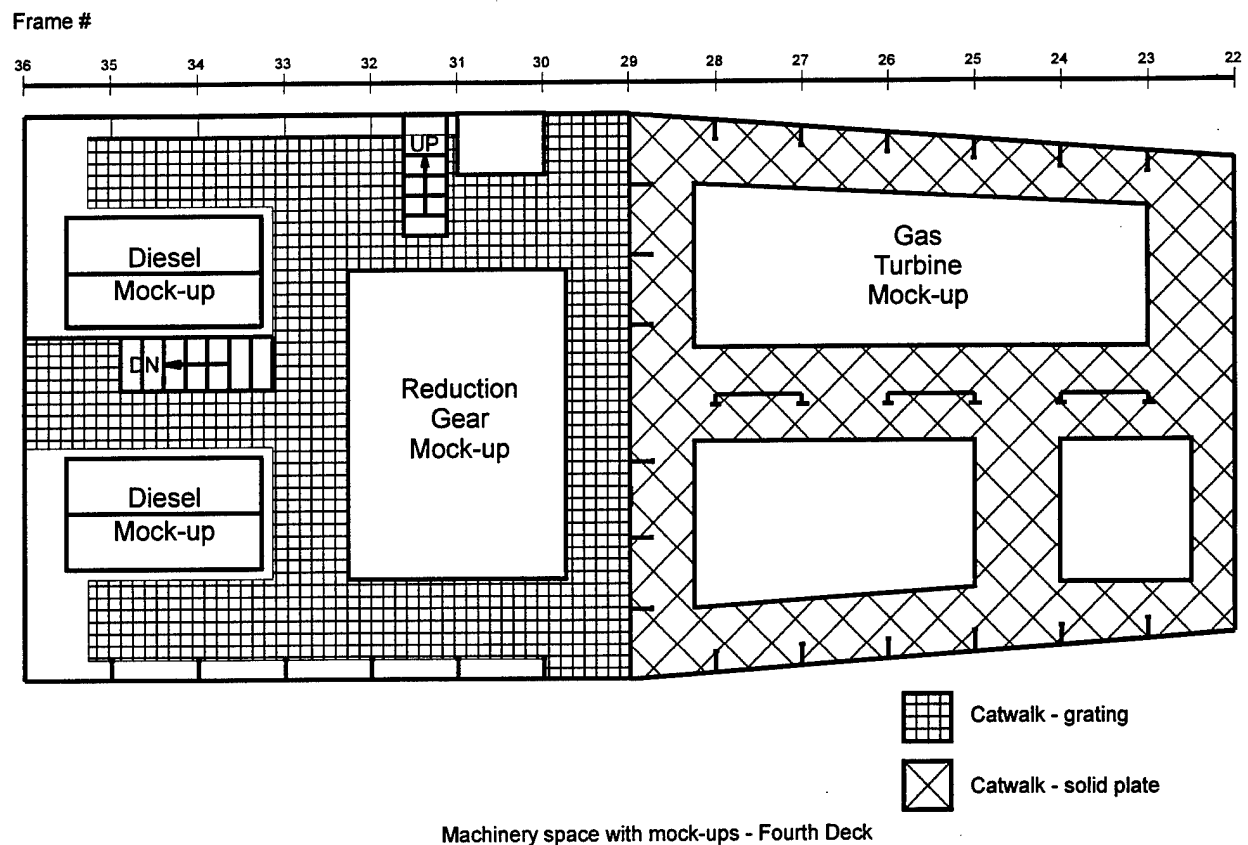 Frame #
36 35 34 33 32 31 30 29 28 27 26 25 24 23 22
UP
Diesel
Mock-up
DN
Diesel
Mock-up
Reduction
Gear
Mock-up
Gas
Turbine
Mock-up
Catwalk - grating
Catwalk - solid plate
Machinery space with mock-ups - Fourth Deck